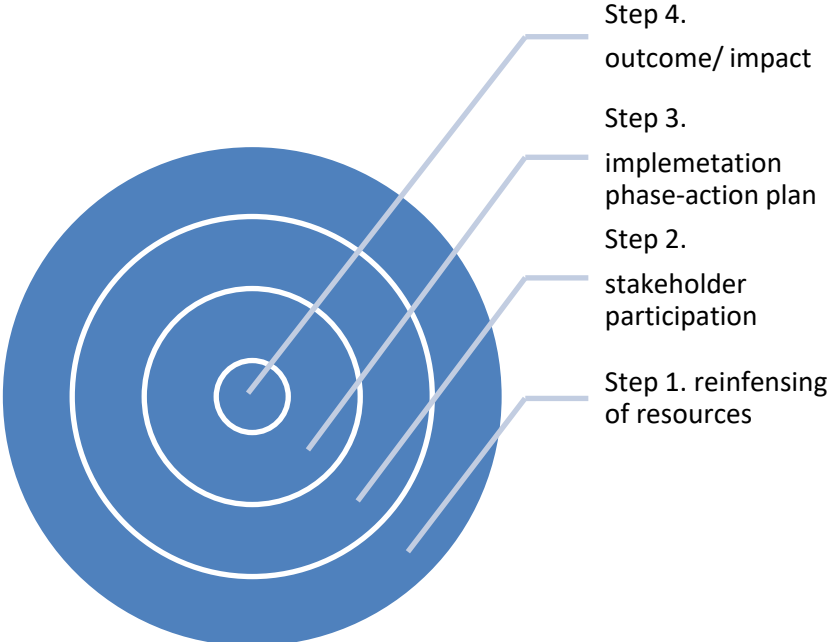 Step 4.
outcome/ impact
Step 3.
implemetation
phase-action plan
Step 2.
stakeholder
participation
Step 1. reinfensing
of resources